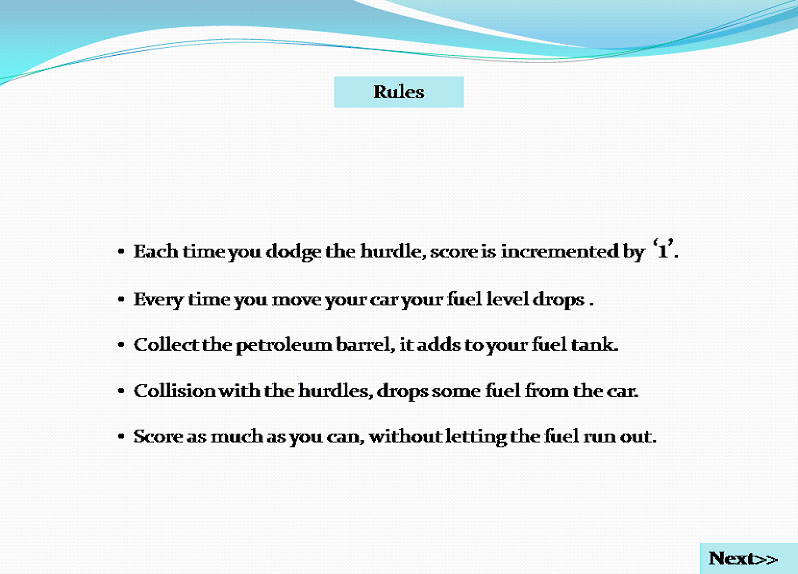 Rules
• Each time you dodge the hurdle, score is incremented by ‘1’.
• Every time you move your car your fuel level drops .
• Collect the petroleum barrel, it adds to your fuel tank.
• Collision with the hurdles, drops some fuel from the car.
• Score as much as you can, without letting the fuel run out.
Next>>